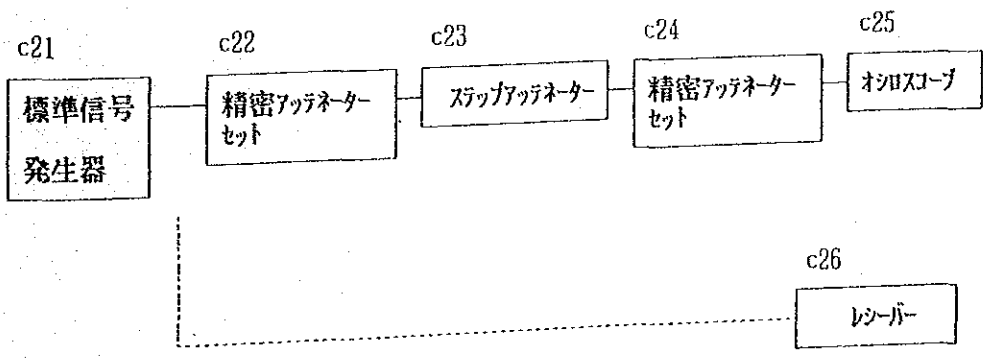 c21
標準信号
発生器
c22
精密アッテネーター
セット
c23
ステップアッテネーター
c24
精密アッテネーター
セット
c25
オシロスコープ
c26
レシーバー